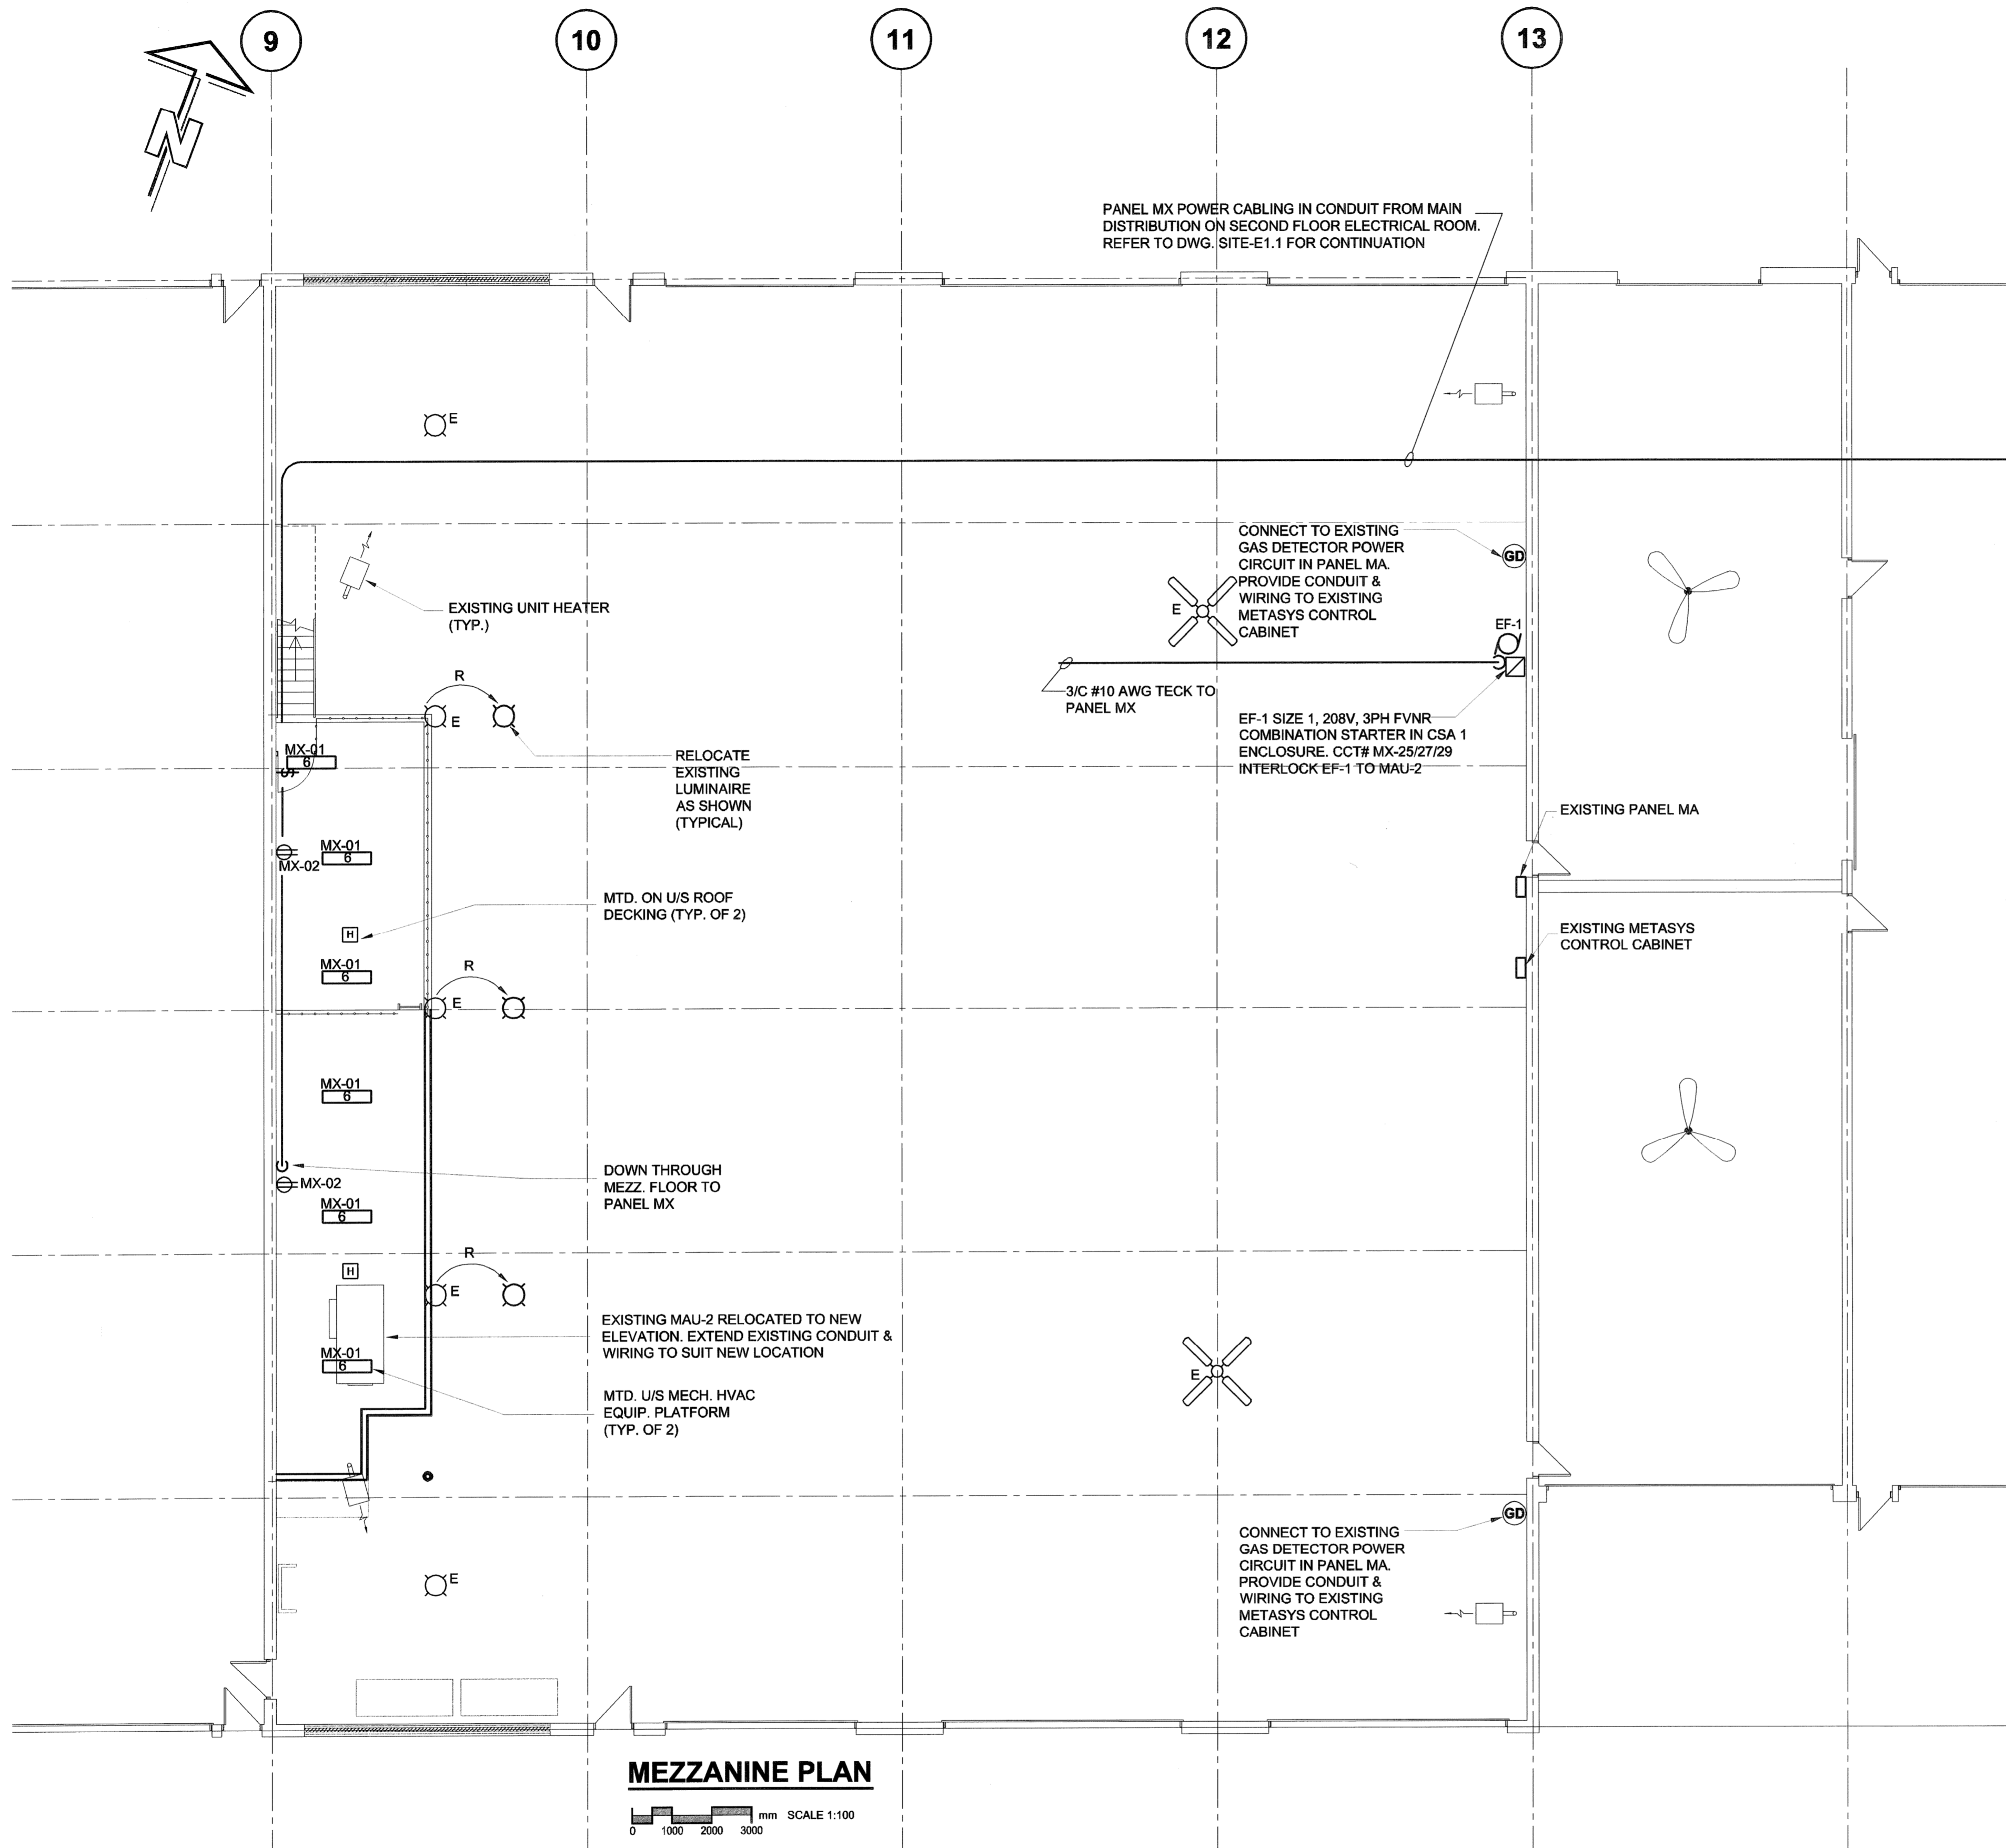 9
10
11
12
13
N
PANEL MX POWER CABLING IN CONDUIT FROM MAIN
DISTRIBUTION ON SECOND FLOOR ELECTRICAL ROOM.
REFER TO DWG. SITE-E1.1 FOR CONTINUATION
E
CONNECT TO EXISTING
GAS DETECTOR POWER
CIRCUIT IN PANEL MA.
PROVIDE CONDUIT &
WIRING TO EXISTING
METASYS CONTROL
CABINET
GD
EXISTING UNIT HEATER
(TYP.)
E
EF-1
R
E
3/C #10 AWG TECK TO
PANEL MX
EF-1 SIZE 1, 208V, 3PH FVNR
COMBINATION STARTER IN CSA 1
ENCLOSURE. CCT# MX-25/27/29
INTERLOCK EF-1 TO MAU-2
MX-01
6
S
RELOCATE
EXISTING
LUMINAIRE
AS SHOWN
(TYPICAL)
EXISTING PANEL MA
MX-01
6
MX-02
MTD. ON U/S ROOF
DECKING (TYP. OF 2)
H
EXISTING METASYS
CONTROL CABINET
MX-01
6
R
E
MX-01
6
DOWN THROUGH
MEZZ. FLOOR TO
PANEL MX
MX-02
MX-01
6
R
H
E
EXISTING MAU-2 RELOCATED TO NEW
ELEVATION. EXTEND EXISTING CONDUIT &
WIRING TO SUIT NEW LOCATION
MX-01
6
E
MTD. U/S MECH. HVAC
EQUIP. PLATFORM
(TYP. OF 2)
GD
CONNECT TO EXISTING
GAS DETECTOR POWER
CIRCUIT IN PANEL MA.
PROVIDE CONDUIT &
WIRING TO EXISTING
METASYS CONTROL
CABINET
E
MEZZANINE PLAN
mm SCALE 1:100
0 1000 2000 3000